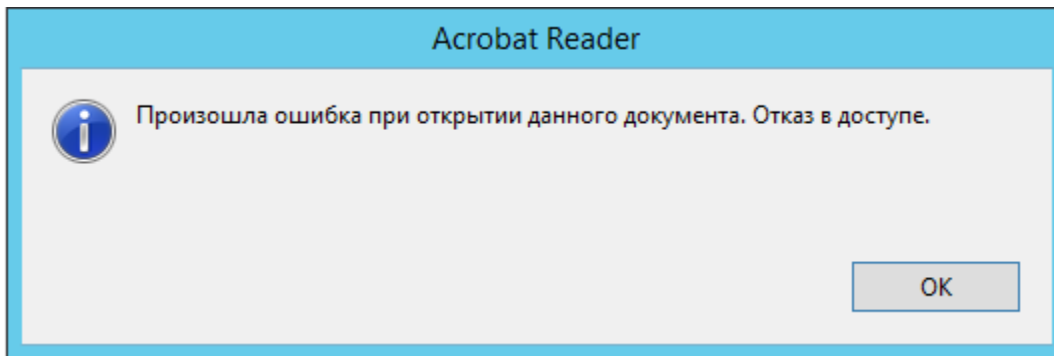 Acrobat Reader
Произошла ошибка при открытии данного документа. Отказ в доступе.
OK